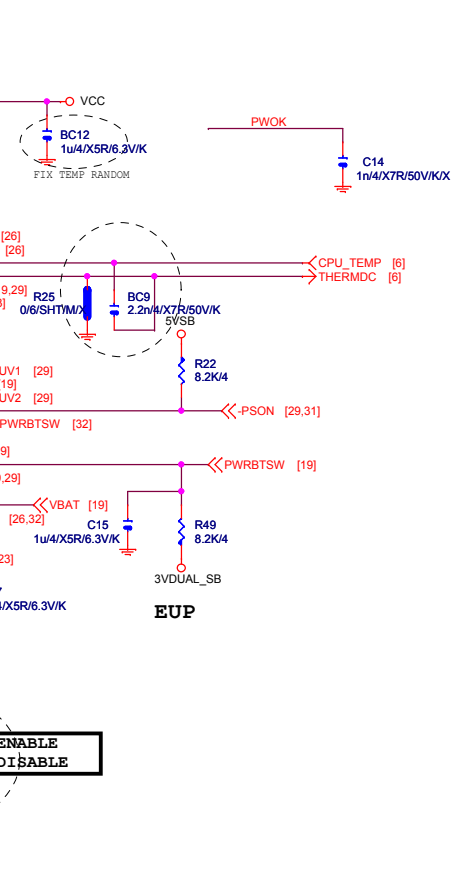 VCC
PWOK
BC12
1u/4/X5R/6.3V/K
C14
1n/4/X7R/50V/K/X
FIX TEMP RANDOM
[26]
[26]
CPU_TEMP [6]
THERMDC [6]
9,29]
R25
0/6/SHT/M/X
BC9
2.2n/4/X7R/50V/K
5VSB
R22
8.2K/4
UV1 [29]
[19]
UV2 [29]
-PSON [29,31]
PWRBTSW [32]
9]
PWRBTSW [19]
,29]
VBAT [19]
[26,32]
C15
1u/4/X5R/6.3V/K
R49
8.2K/4
23]
3VDUAL_SB
/X5R/6.3V/K
EUP
ENABLE
DISABLE